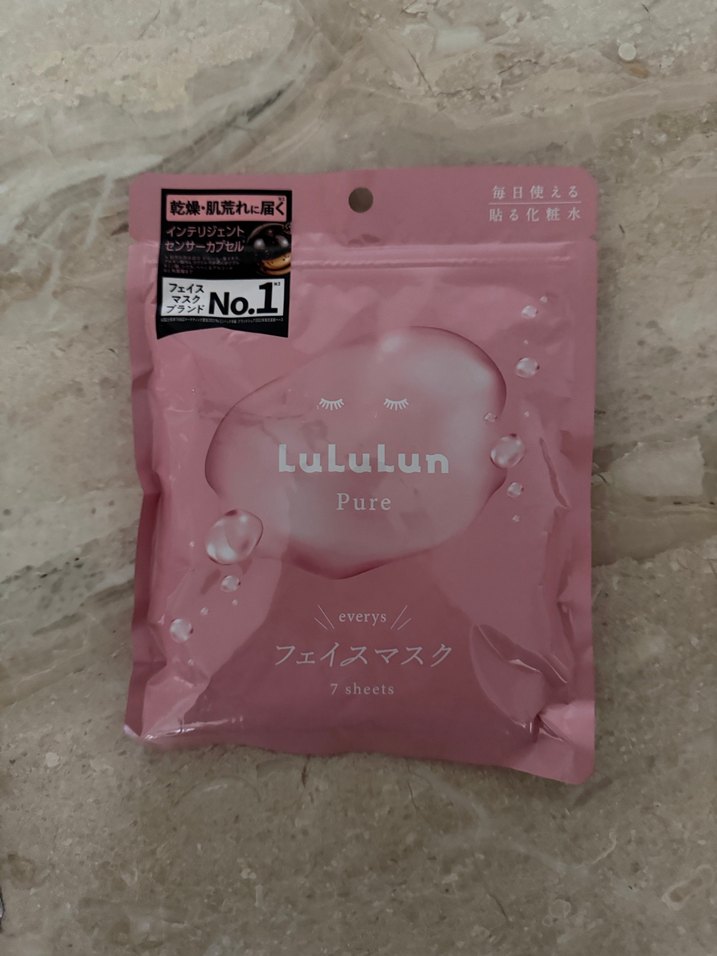 乾燥・肌荒れに届く
インテリジェント
センサーカプセル
フェイス
マスク
ブランド
No.1
毎日使える
貼る化粧水
LuLuLun
Pure
everys
フェイスマスク
7 sheets